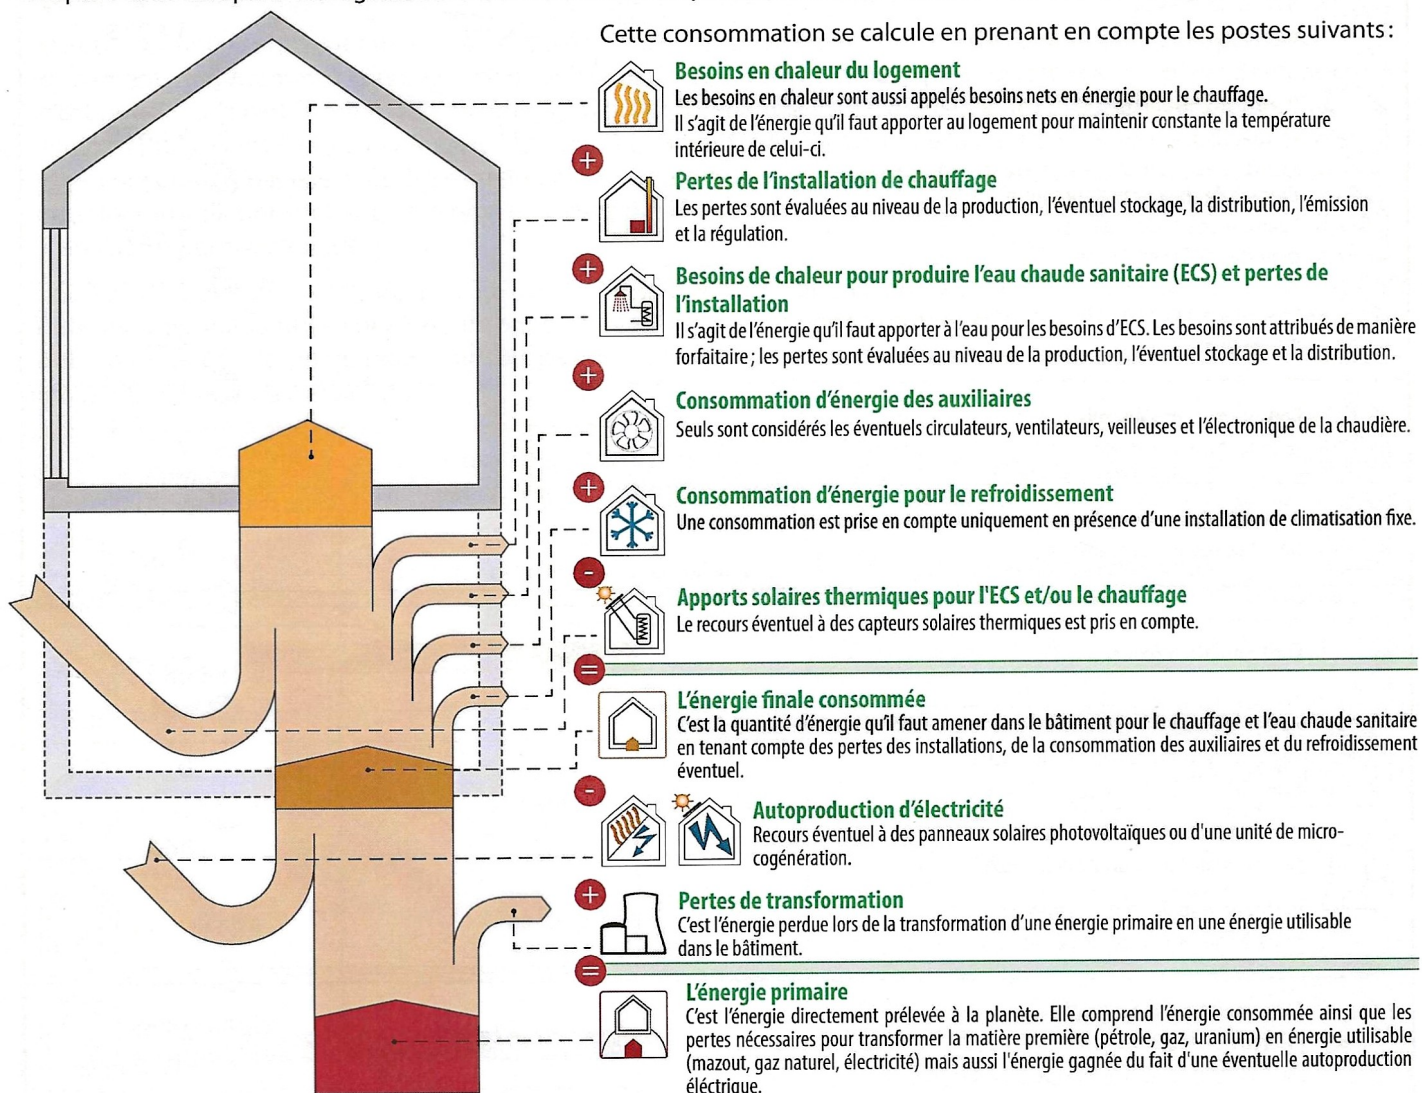 Cette consommation se calcule en prenant en compte les postes suivants :
Besoins en chaleur du logement
Les besoins en chaleur sont aussi appelés besoins nets en énergie pour le chauffage.
Il s'agit de l'énergie qu'il faut apporter au logement pour maintenir constante la température
intérieure de celui-ci.
+
Pertes de l'installation de chauffage
Les pertes sont évaluées au niveau de la production, l'éventuel stockage, la distribution, l'émission
et la régulation.
+
Besoins de chaleur pour produire l'eau chaude sanitaire (ECS) et pertes de
l'installation
Il s'agit de l'énergie qu'il faut apporter à l'eau pour les besoins d'ECS. Les besoins sont attribués de manière
forfaitaire ; les pertes sont évaluées au niveau de la production, l'éventuel stockage et la distribution.
+
Consommation d'énergie des auxiliaires
Seuls sont considérés les éventuels circulateurs, ventilateurs, veilleuses et l'électronique de la chaudière.
+
Consommation d'énergie pour le refroidissement
Une consommation est prise en compte uniquement en présence d'une installation de climatisation fixe.
-
Apports solaires thermiques pour l'ECS et/ou le chauffage
Le recours éventuel à des capteurs solaires thermiques est pris en compte.
=
L'énergie finale consommée
C'est la quantité d'énergie qu'il faut amener dans le bâtiment pour le chauffage et l'eau chaude sanitaire
en tenant compte des pertes des installations, de la consommation des auxiliaires et du refroidissement
éventuel.
-
Autoproduction d'électricité
Recours éventuel à des panneaux solaires photovoltaïques ou d'une unité de micro-
cogénération.
+
Pertes de transformation
C'est l'énergie perdue lors de la transformation d'une énergie primaire en une énergie utilisable
dans le bâtiment.
=
L'énergie primaire
C'est l'énergie directement prélevée à la planète. Elle comprend l'énergie consommée ainsi que les
pertes nécessaires pour transformer la matière première (pétrole, gaz, uranium) en énergie utilisable
(mazout, gaz naturel, électricité) mais aussi l'énergie gagnée du fait d'une éventuelle autoproduction
éléctrique.